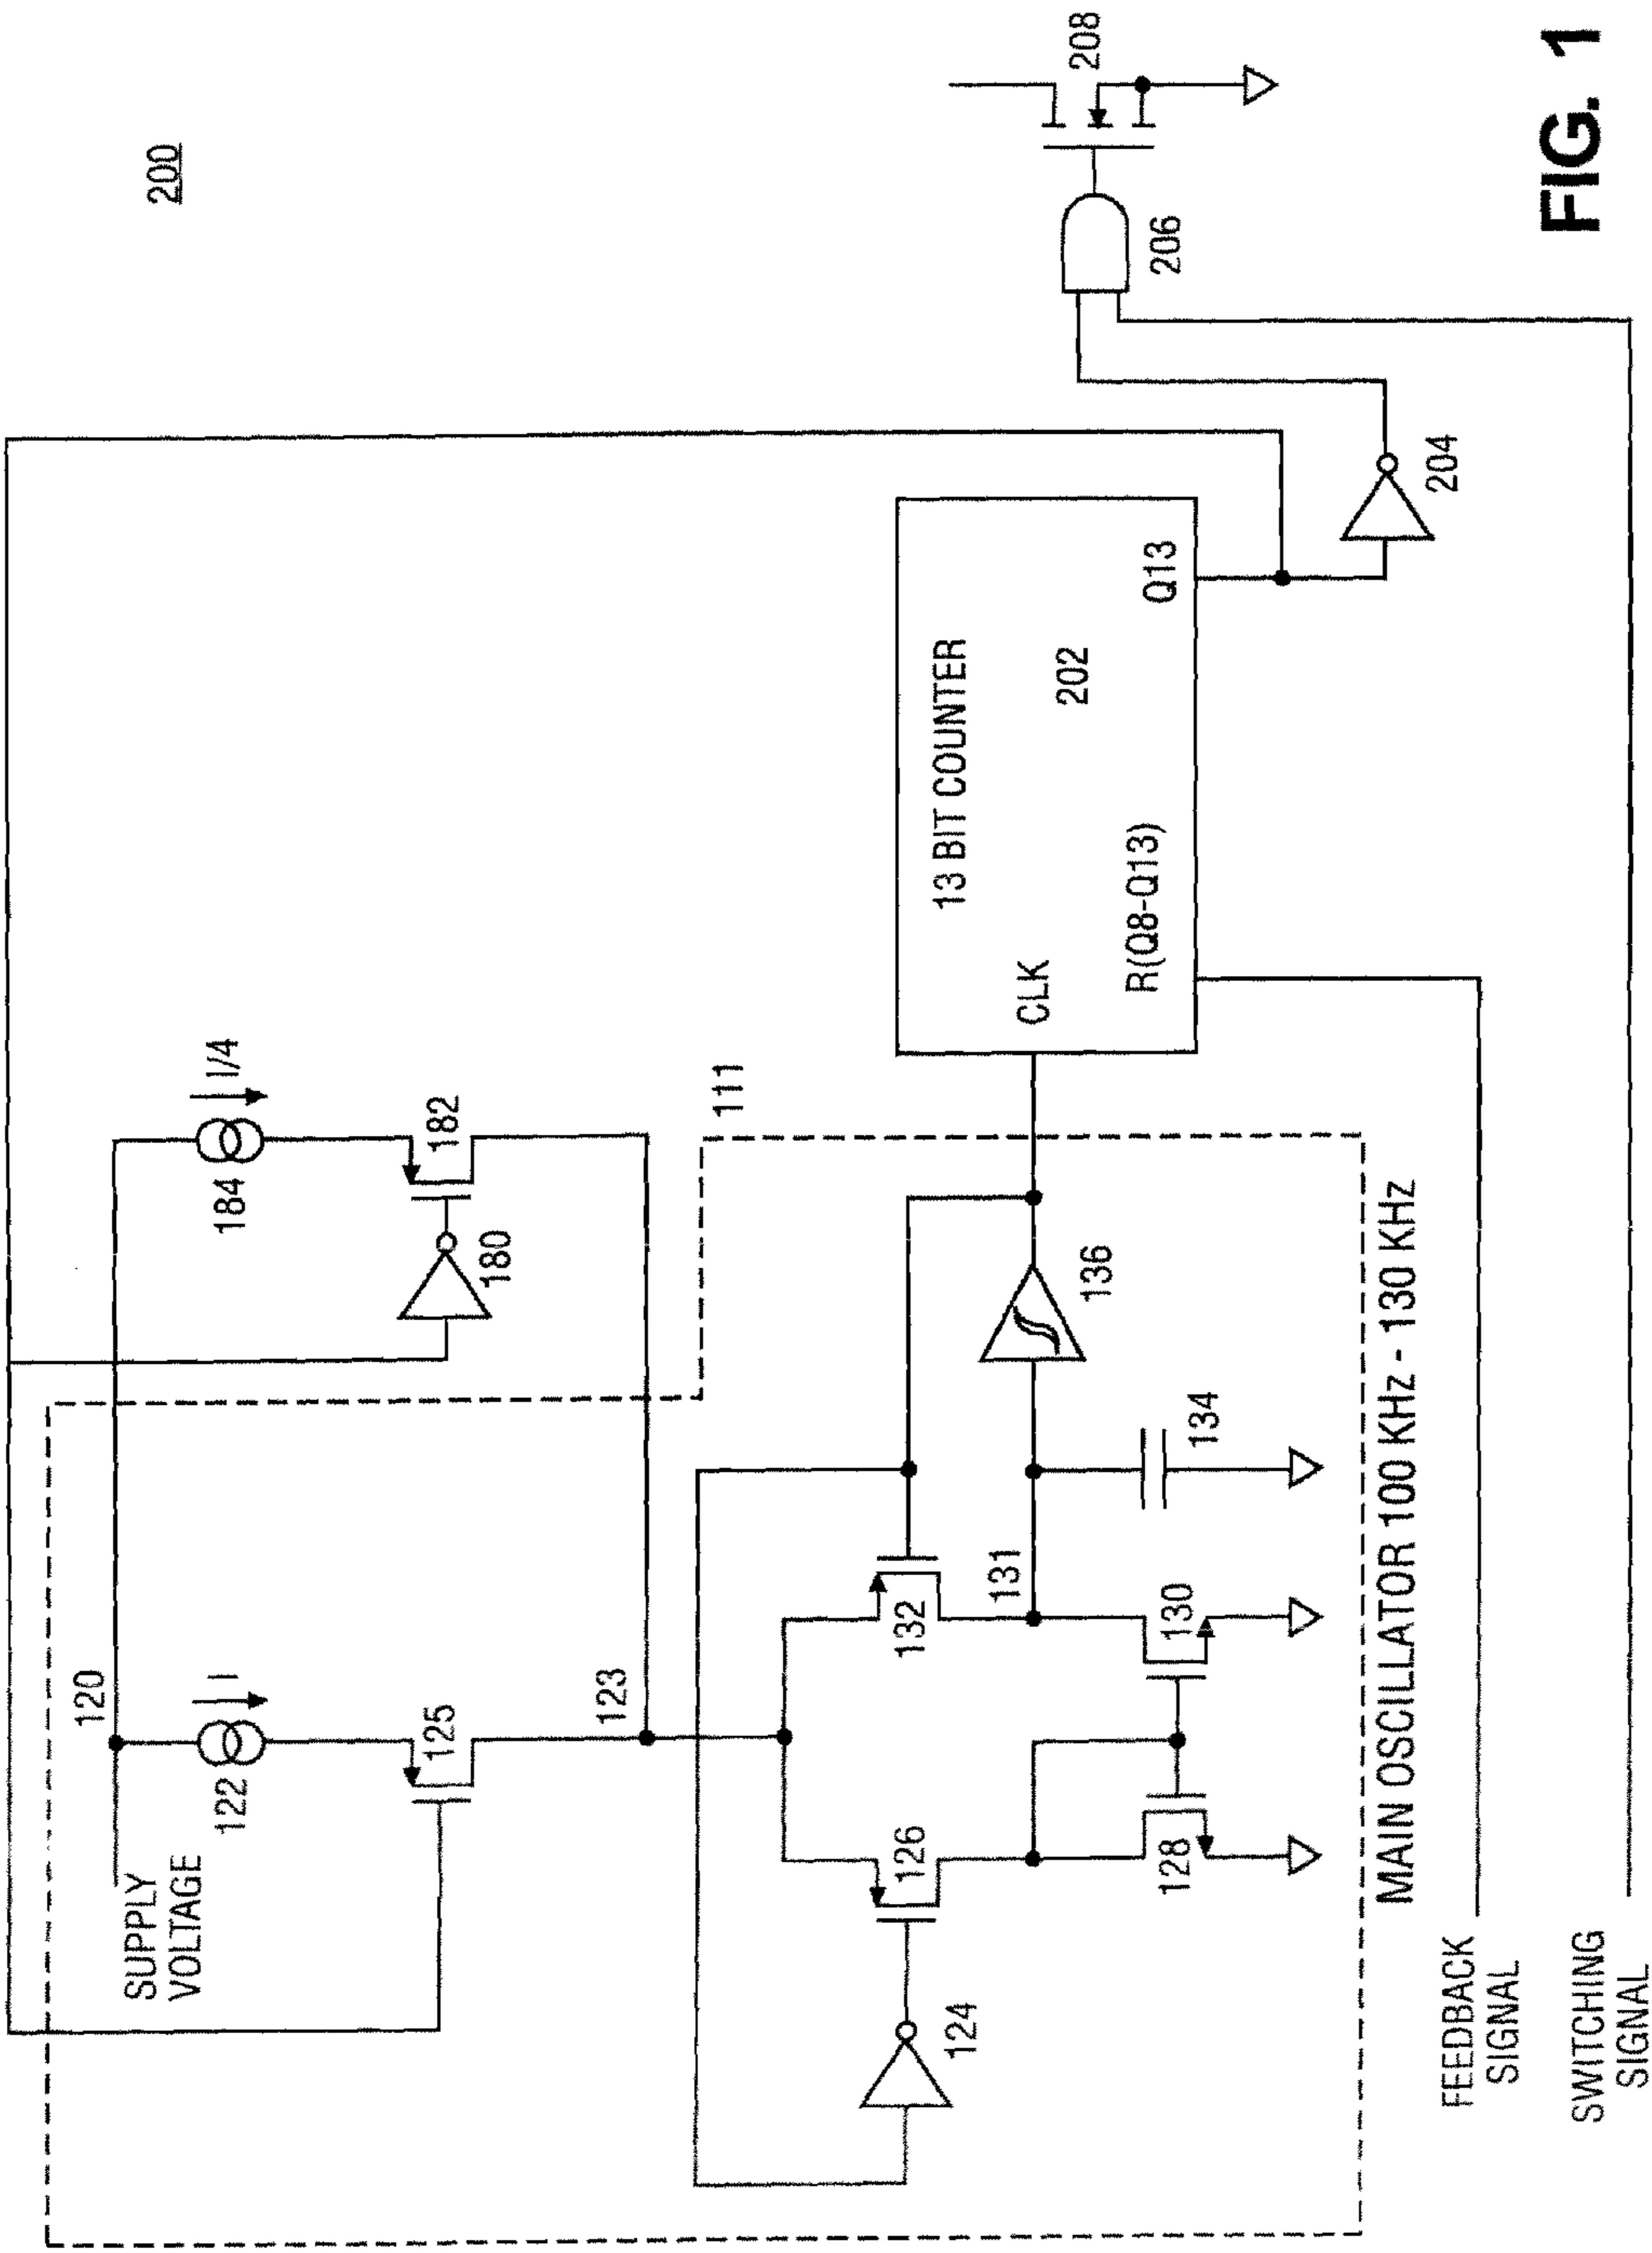 200
120
SUPPLY
VOLTAGE
122
I
125
123
184
I/4
182
180
111
124
126
128
132
131
130
134
136
13 BIT COUNTER
CLK
202
R(Q8-Q13)
Q13
204
206
208
MAIN OSCILLATOR 100 KHz - 130 KHz
FEEDBACK
SIGNAL
SWITCHING
SIGNAL
FIG. 1